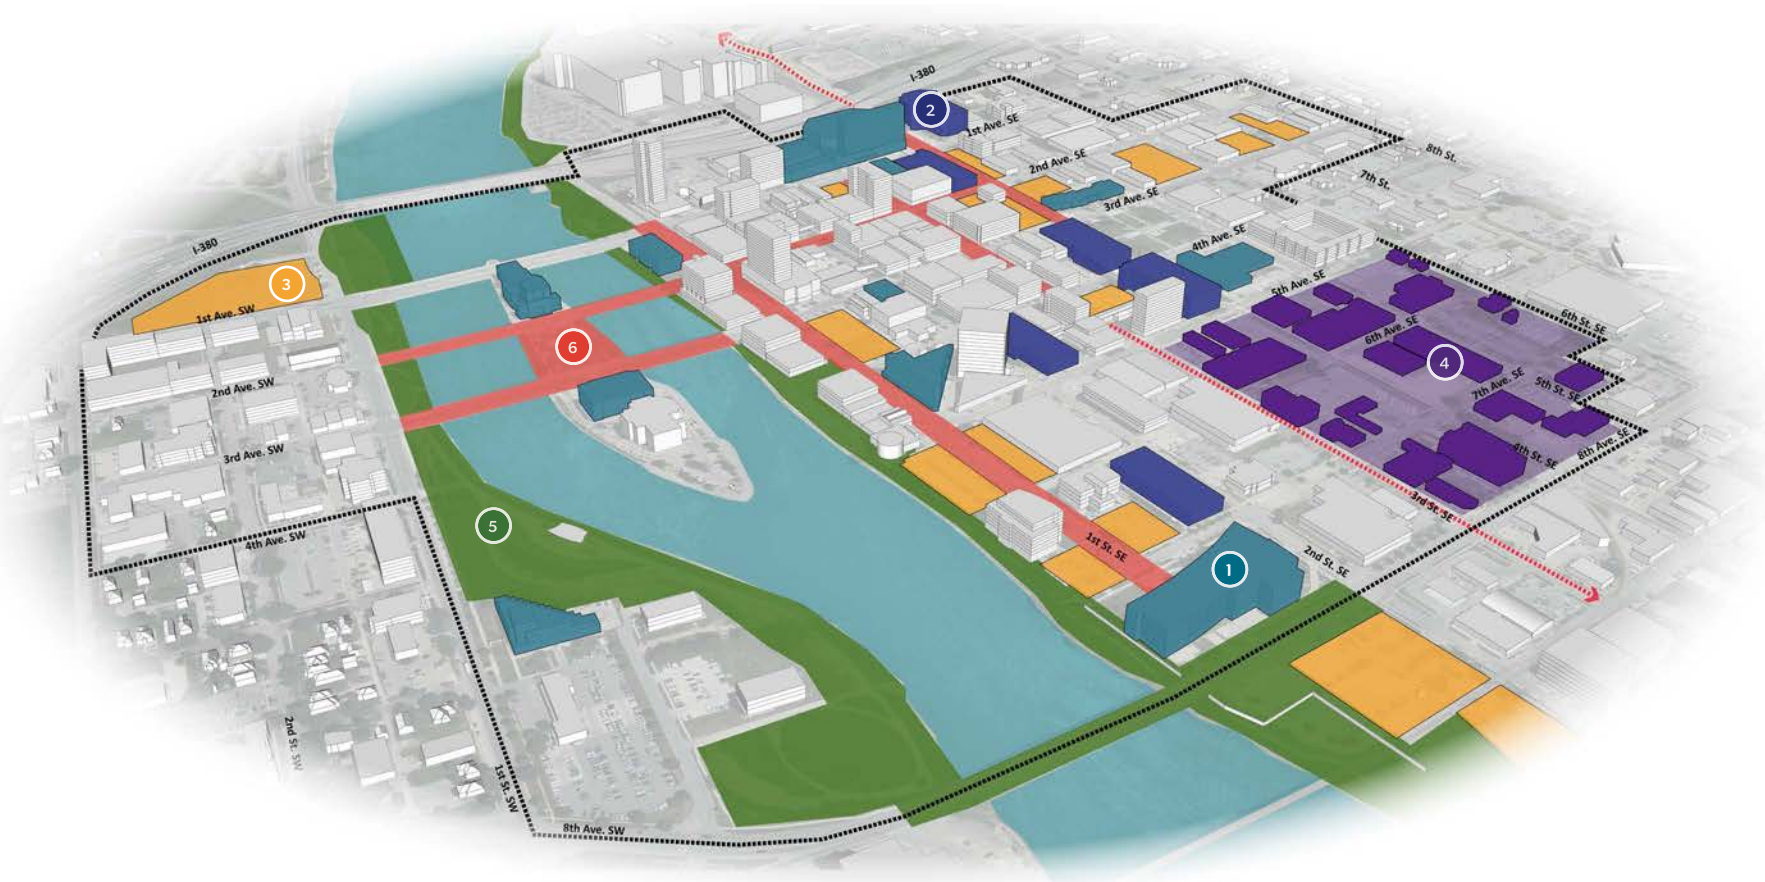 I-380
2
1st Ave. SE
2nd Ave. SE
8th St.
7th St.
3rd Ave. SE
4th Ave. SE
I-380
3
1st Ave. SW
5th Ave. SE
6th St. SE
6th Ave. SE
6
4
2nd Ave. SW
7th Ave. SE
5th St. SE
3rd Ave. SW
4th St. SE
8th Ave. SE
3rd St. SE
5
4th Ave. SW
1st St. SE
2nd St. SE
1
2nd St. SW
1st St. SW
8th Ave. SW